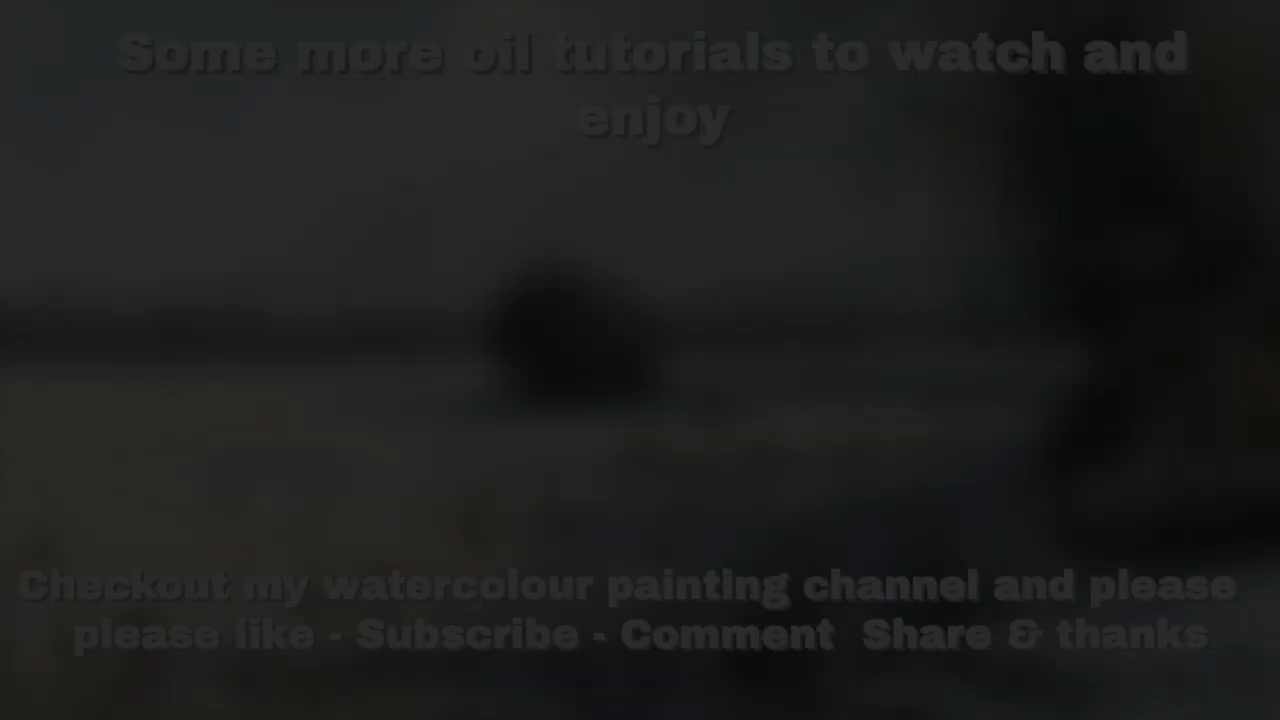 Some more oil tutorials to watch and
enjoy
Checkout my watercolour painting channel and please
please like - Subscribe - Comment  Share & thanks